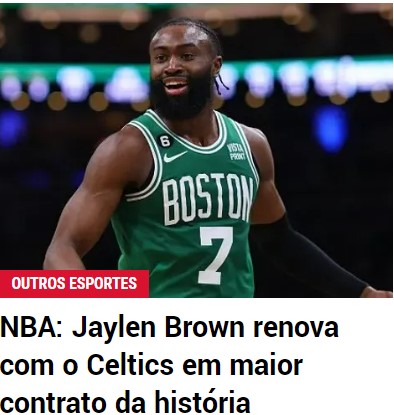 6
VISTA
PRINT
BOSTON
7
OUTROS ESPORTES
NBA: Jaylen Brown renova
com o Celtics em maior
contrato da história